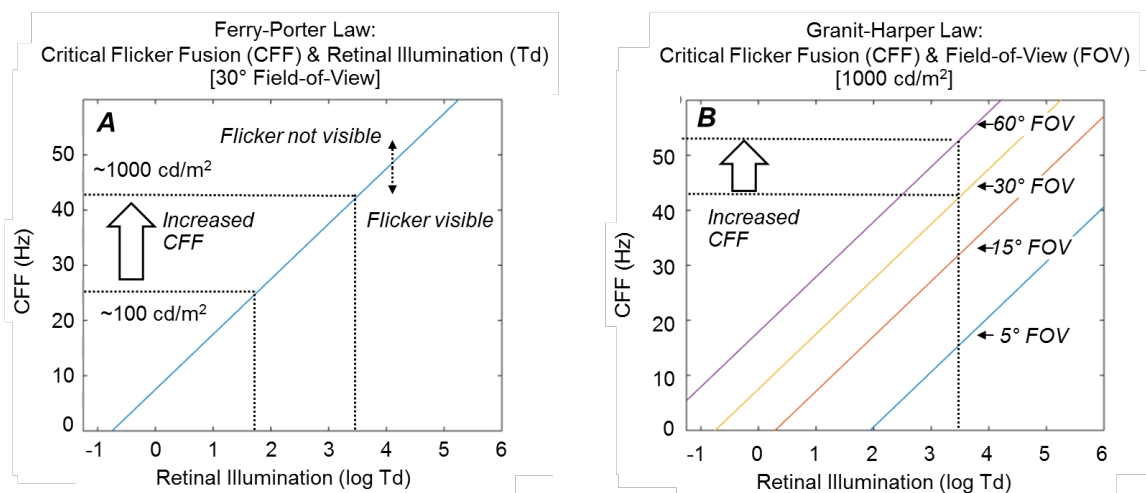 Ferry-Porter Law:
Critical Flicker Fusion (CFF) & Retinal Illumination (Td)
[30° Field-of-View]
A
Flicker not visible
~1000 cd/m²
Increased
CFF
Flicker visible
~100 cd/m²
CFF (Hz)
50
40
30
20
10
0
-1 0 1 2 3 4 5 6
Retinal Illumination (log Td)
Granit-Harper Law:
Critical Flicker Fusion (CFF) & Field-of-View (FOV)
[1000 cd/m²]
B
60° FOV
30° FOV
Increased
CFF
15° FOV
5° FOV
CFF (Hz)
50
40
30
20
10
0
-1 0 1 2 3 4 5 6
Retinal Illumination (log Td)